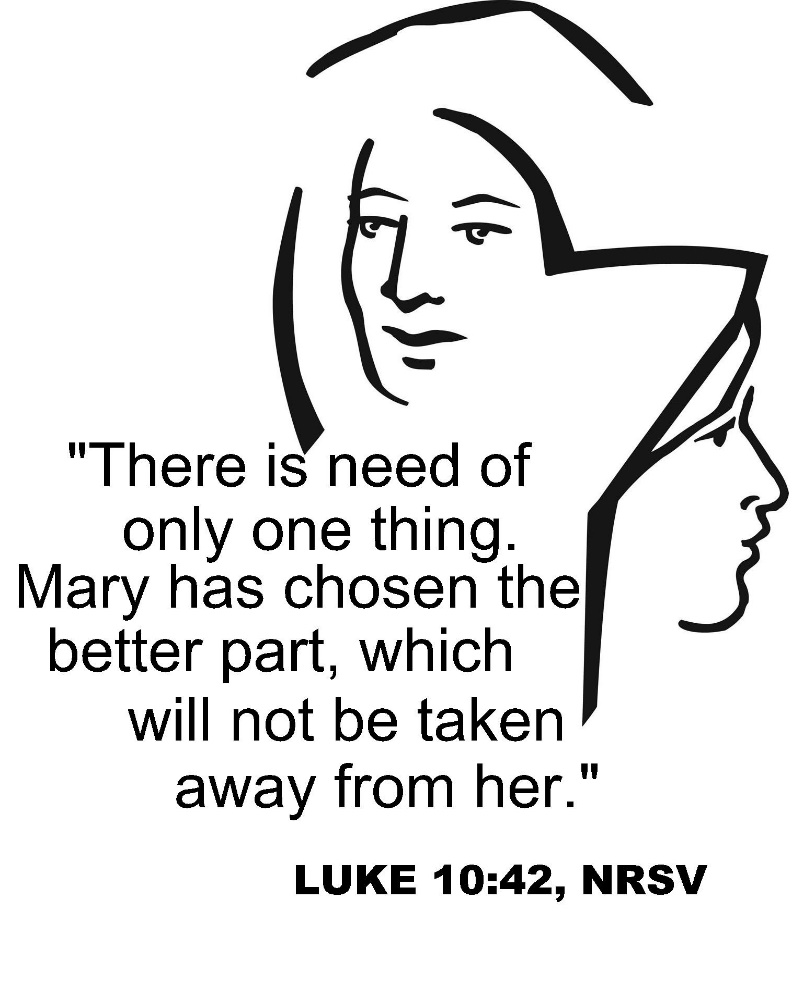 "There is need of
only one thing.
Mary has chosen the
better part, which
will not be taken
away from her."
LUKE 10:42, NRSV